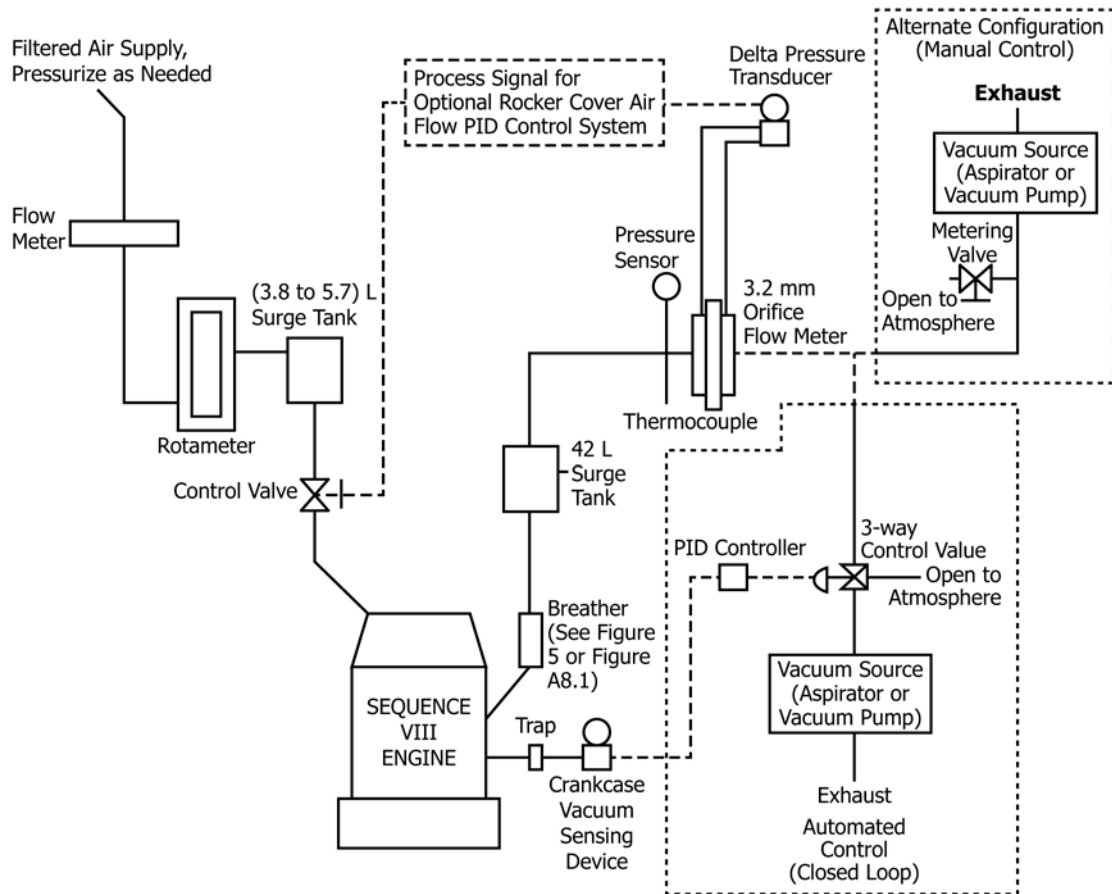 Filtered Air Supply,
Pressurize as Needed
Process Signal for
Optional Rocker Cover Air
Flow PID Control System
Delta Pressure
Transducer
Alternate Configuration
(Manual Control)
Exhaust
Vacuum Source
(Aspirator or
Vacuum Pump)
Metering
Valve
Open to
Atmosphere
Flow
Meter
(3.8 to 5.7) L
Surge Tank
Rotameter
Control Valve
Pressure
Sensor
3.2 mm
Orifice
Flow Meter
Thermocouple
42 L
Surge
Tank
Breather
(See Figure
5 or Figure
A8.1)
SEQUENCE
VIII
ENGINE
Trap
Crankcase
Vacuum
Sensing
Device
PID Controller
3-way
Control Value
Open to
Atmosphere
Vacuum Source
(Aspirator or
Vacuum Pump)
Exhaust
Automated
Control
(Closed Loop)